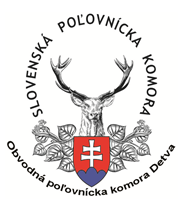 SLOVENSKÁ POĽOVNÍCKA KOMORA
Obvodná poľovnícka komora Detva